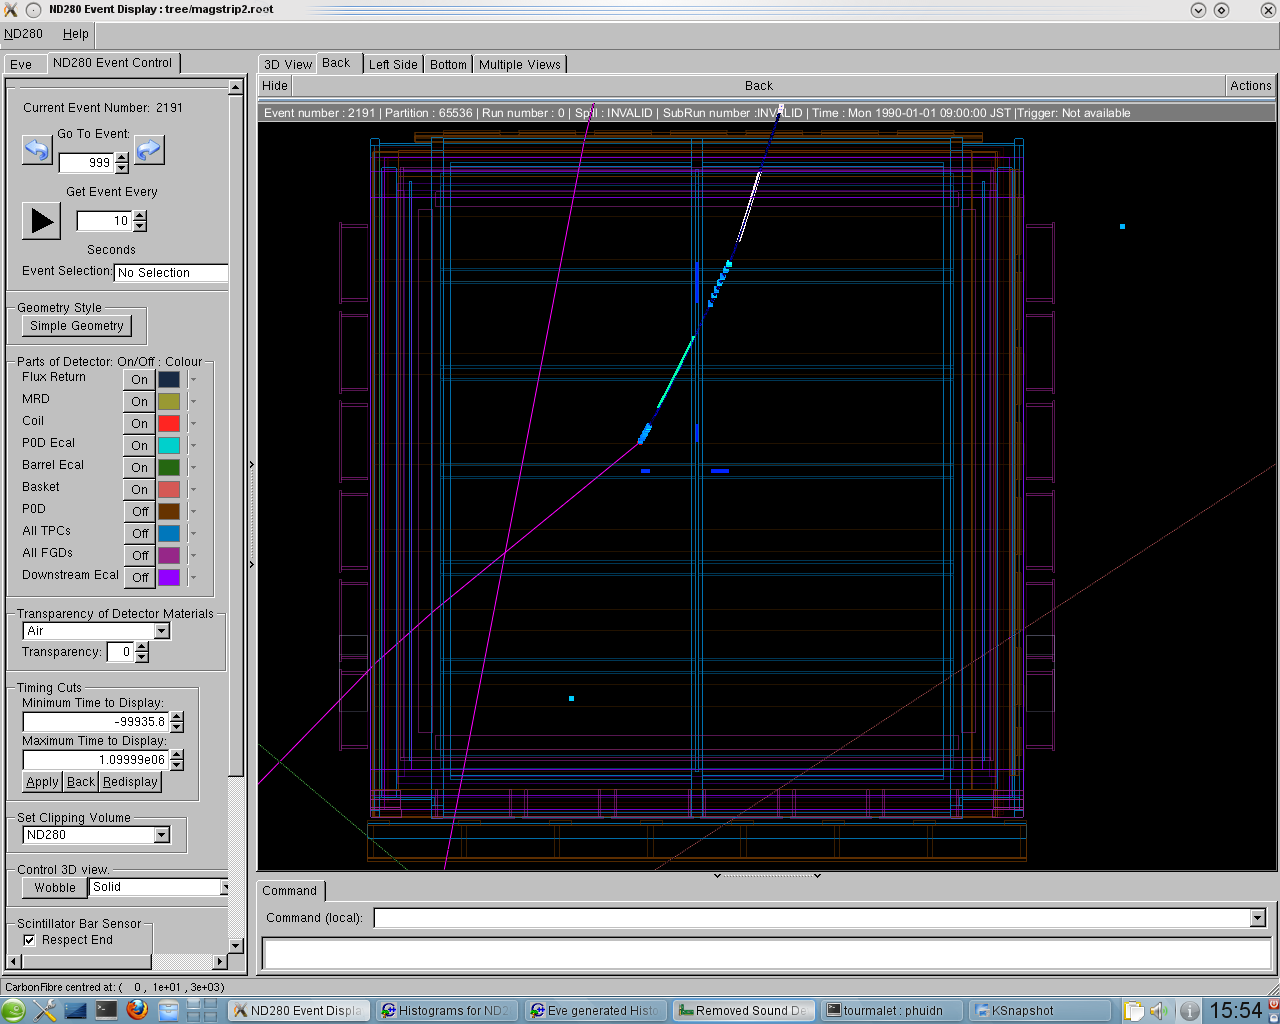 ND280 Event Display : tree/magstrip2.root
ND280 Help
Eve ND280 Event Control
Current Event Number: 2191
Go To Event:
999
Get Event Every
10
Seconds
Event Selection: No Selection
Geometry Style
Simple Geometry
Parts of Detector: On/Off : Colour
Flux Return On
MRD On
Coil On
P0D Ecal On
Barrel Ecal On
Basket On
P0D Off
All TPCs Off
All FGDs Off
Downstream Ecal Off
Transparency of Detector Materials
Air
Transparency: 0
Timing Cuts
Minimum Time to Display:
-99935.8
Maximum Time to Display:
1.09999e06
Apply Back Redisplay
Set Clipping Volume
ND280
Control 3D view.
Wobble Solid
Scintillator Bar Sensor
Respect End
3D View Back Left Side Bottom Multiple Views
Hide Back Actions
Event number : 2191 | Partition : 65536 | Run number : 0 | Spill : INVALID | SubRun number :INVALID | Time : Mon 1990-01-01 09:00:00 JST |Trigger: Not available
Command
Command (local):
CarbonFibre centred at: ( 0 , 1e+01 , 3e+03)
ND280 Event Displa Histograms for ND2 Eve generated Histo Removed Sound De tourmalet : phuidn KSnapshot 15:54